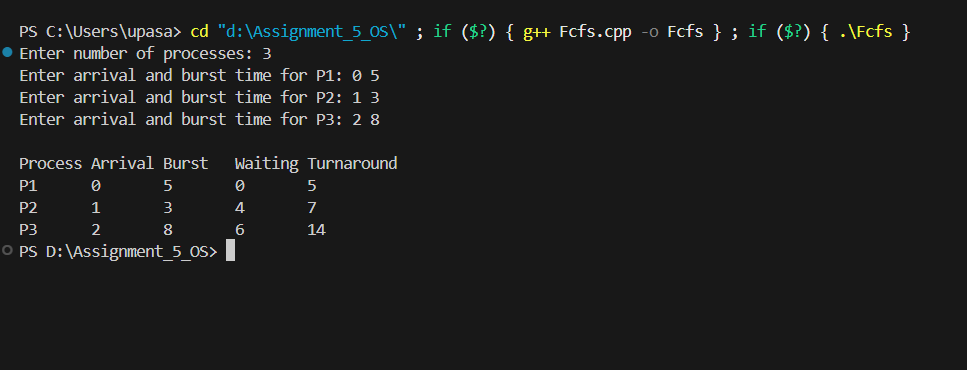 PS C:\Users\upasa> cd "d:\Assignment_5_OS\" ; if ($?) { g++ Fcfs.cpp -o Fcfs } ; if ($?) { .\Fcfs }
Enter number of processes: 3
Enter arrival and burst time for P1: 0 5
Enter arrival and burst time for P2: 1 3
Enter arrival and burst time for P3: 2 8

Process Arrival Burst   Waiting Turnaround
P1      0       5       0       5
P2      1       3       4       7
P3      2       8       6       14
PS D:\Assignment_5_OS>